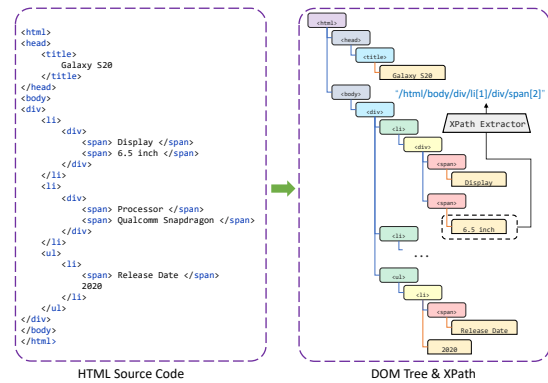 <html>
<head>
<title>
Galaxy S20
</title>
</head>
<body>
<div>
<li>
<div>
<span> Display </span>
<span> 6.5 inch </span>
</div>
</li>
<li>
<div>
<span> Processor </span>
<span> Qualcomm Snapdragon </span>
</div>
</li>
<ul>
<li>
<span> Release Date </span>
2020
</li>
</ul>
</div>
</body>
</html>
HTML Source Code
<html>
<head>
<title>
Galaxy S20
<body>
"/html/body/div/li[1]/div/span[2]"
<div>
<li>
XPath Extractor
<div>
<span>
Display
<span>
6.5 inch
<li>
...
<ul>
<li>
<span>
Release Date
2020
DOM Tree & XPath